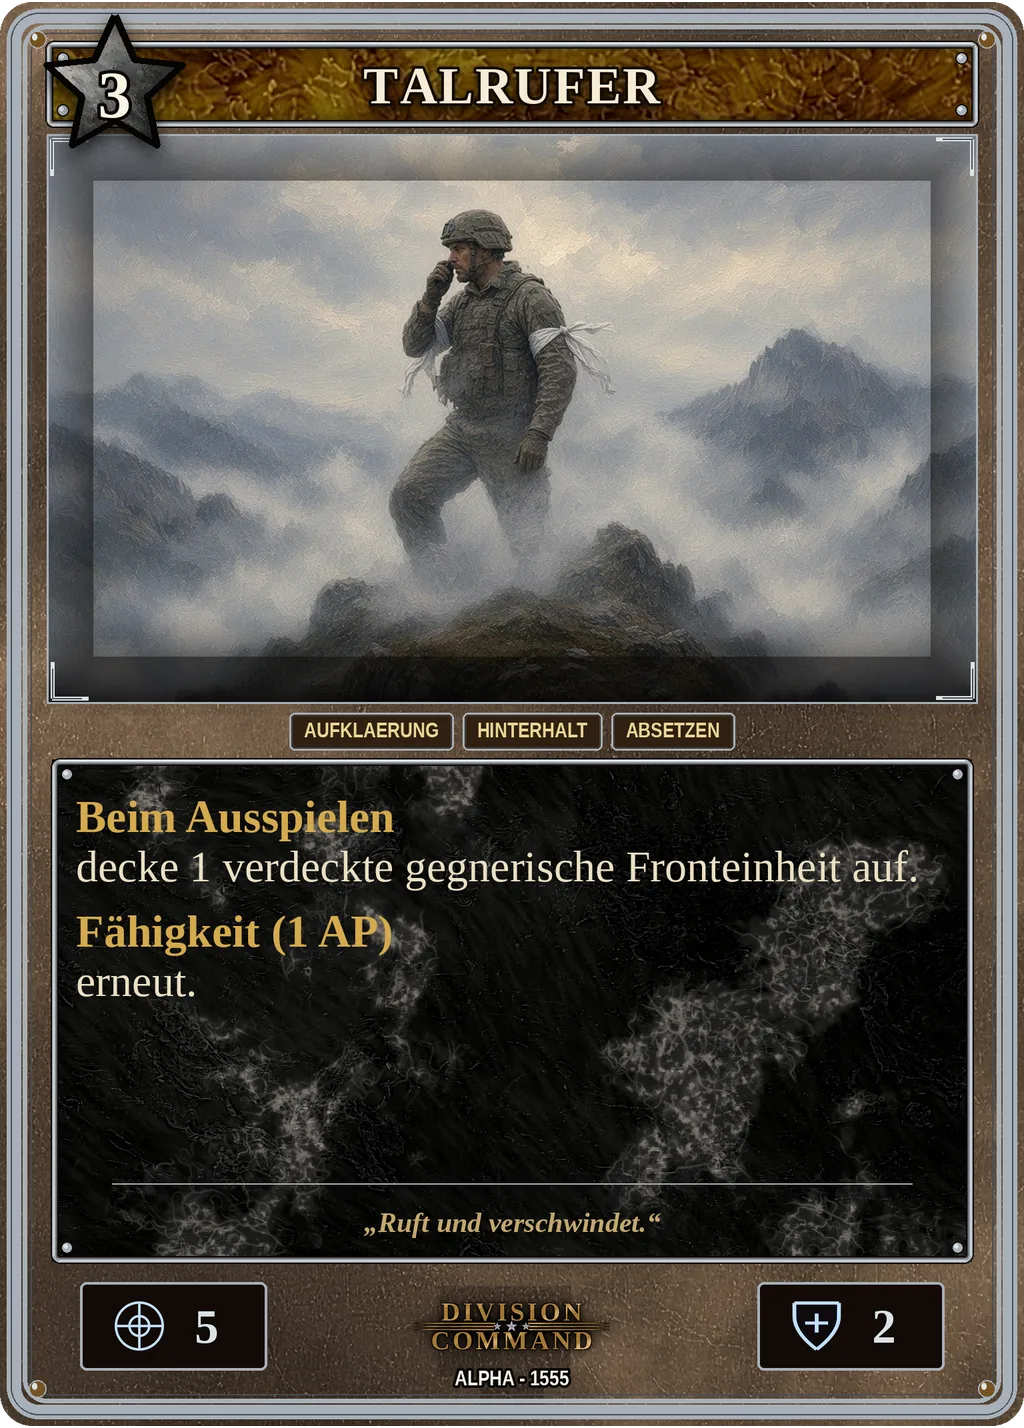 3
TALRUFER
AUFKLAERUNG HINTERHALT ABSETZEN
Beim Ausspielen
decke 1 verdeckte gegnerische Fronteinheit auf.
Fähigkeit (1 AP)
erneut.
„Ruft und verschwindet.“
5
DIVISION
COMMAND
ALPHA - 1555
2